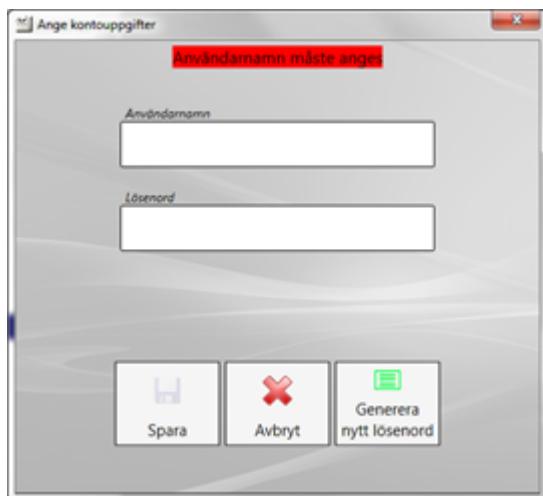 Ange kontouppgifter
Användarnamn måste anges
Användarnamn
Lösenord
Spara
Avbryt
Generera
nytt lösenord